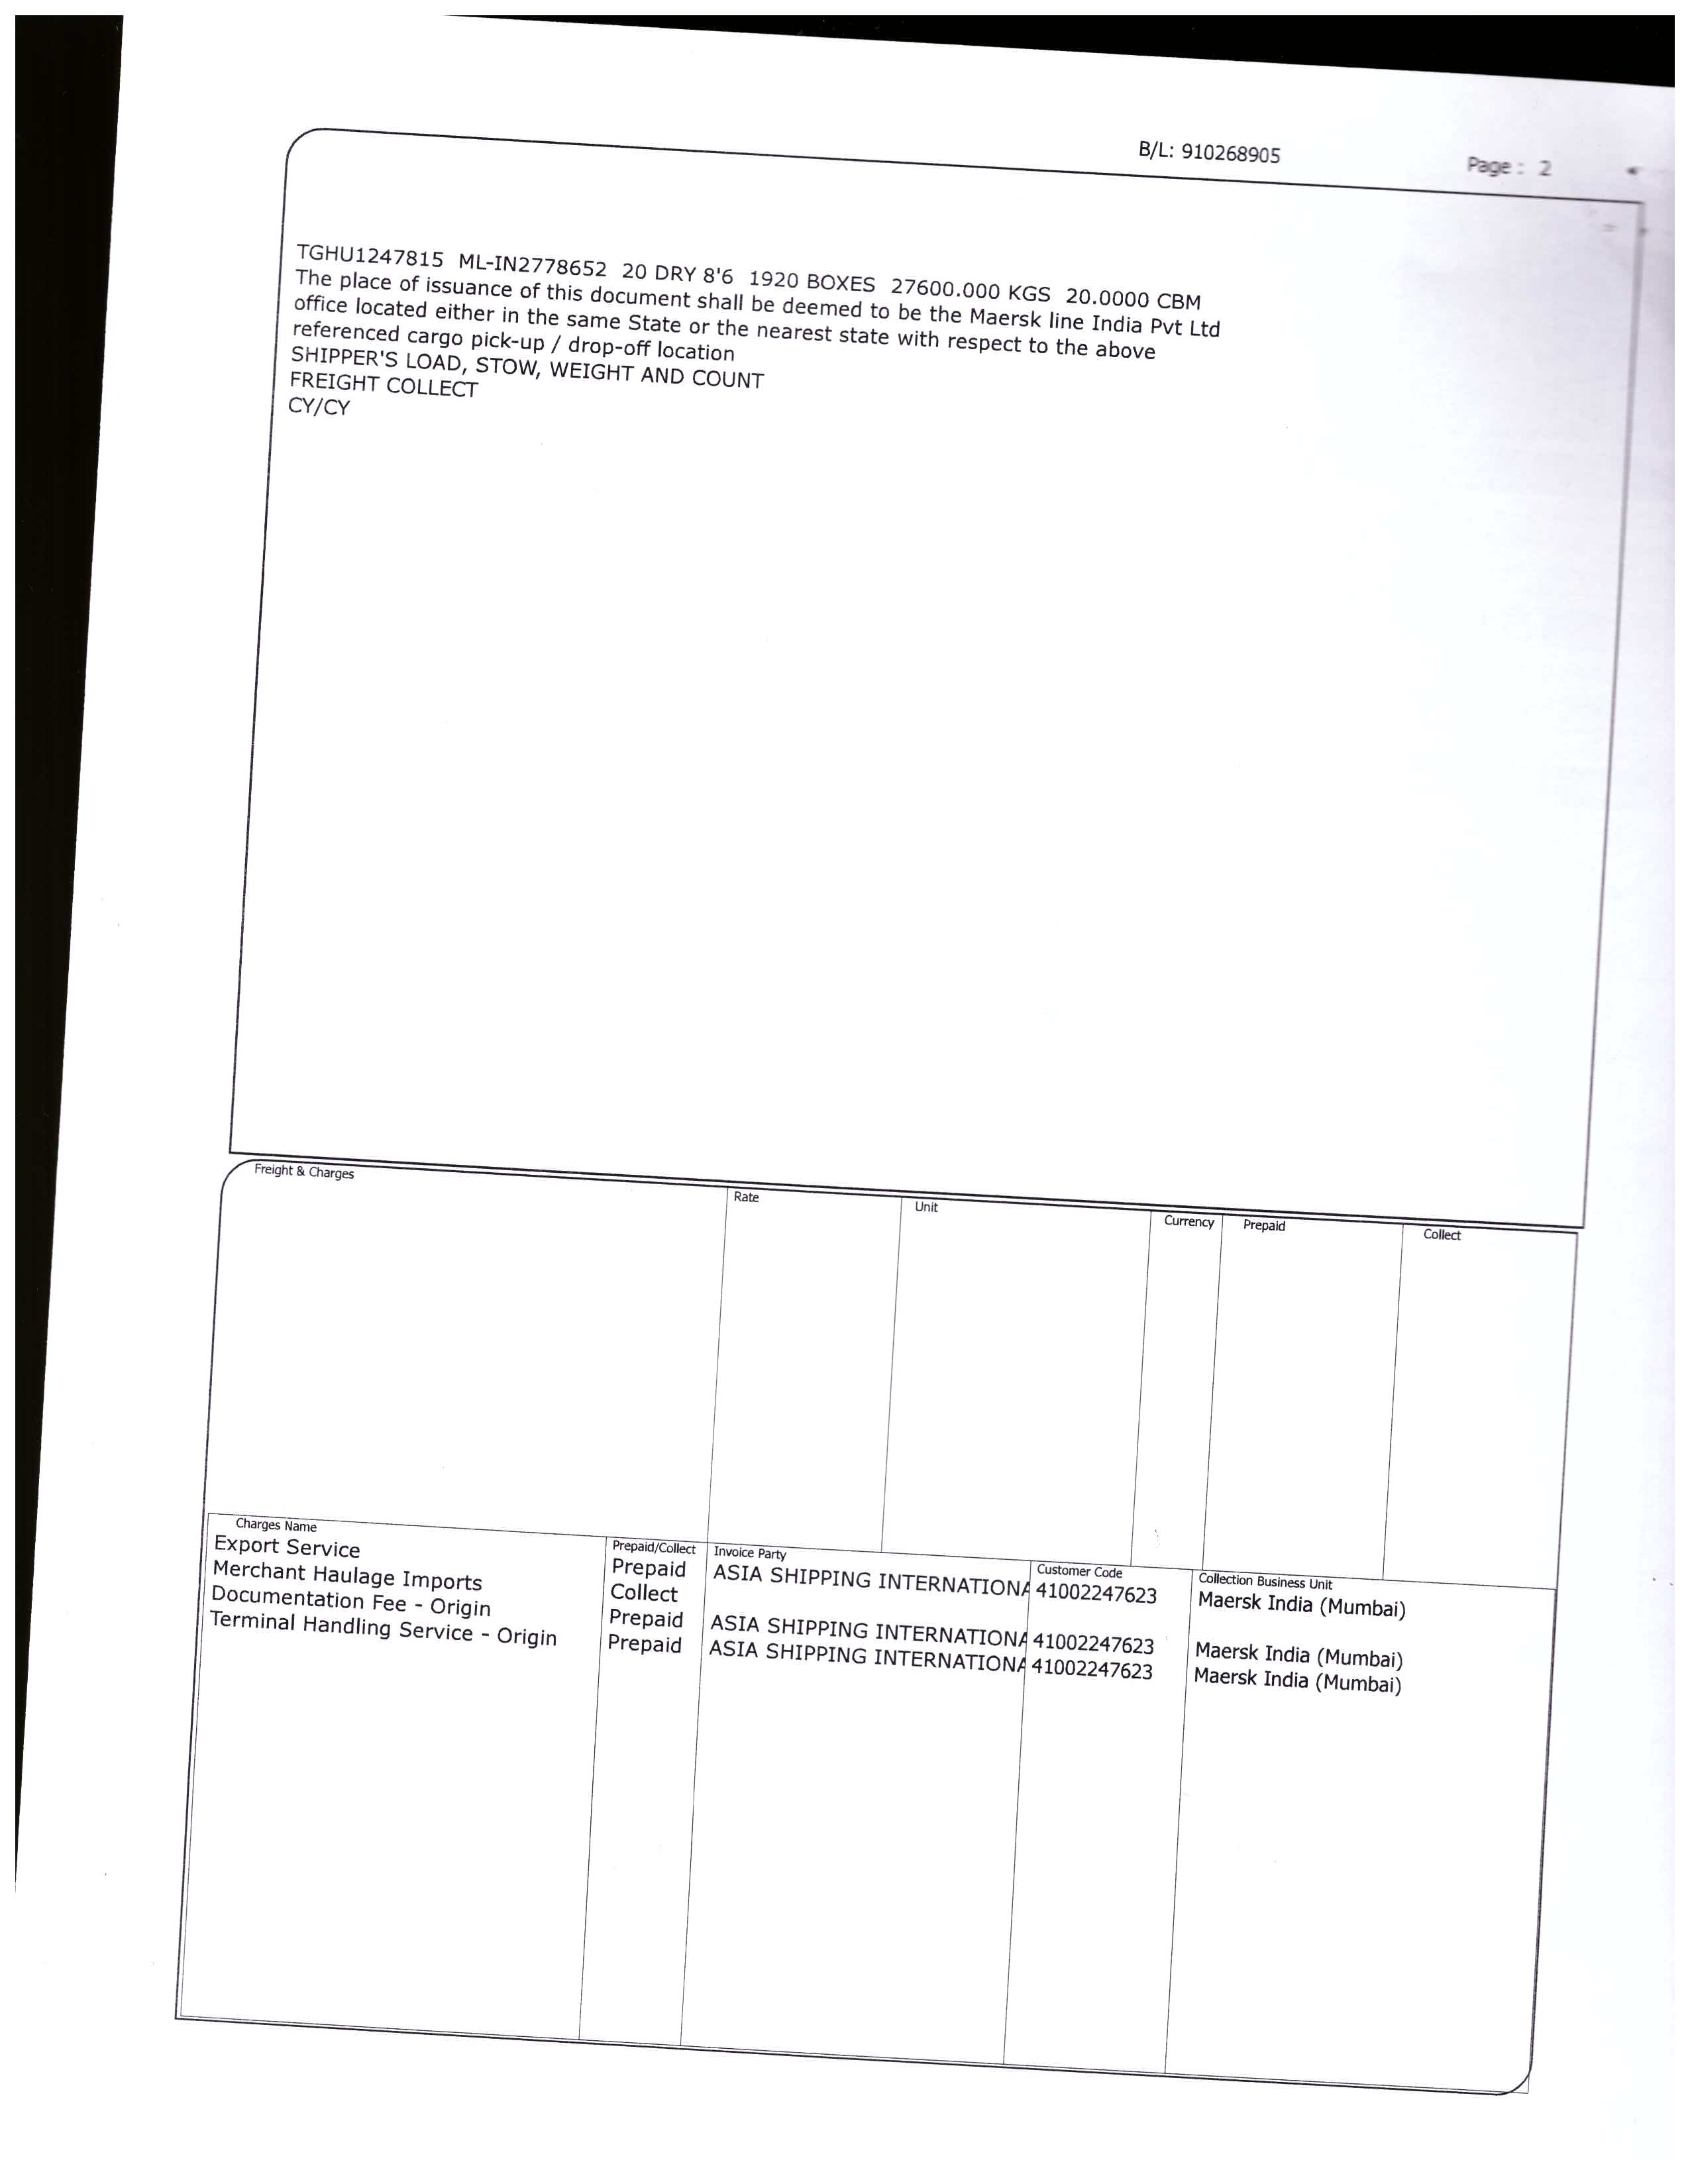 B/L: 910268905
Page : 2
TGHU1247815 ML-IN2778652 20 DRY 8'6 1920 BOXES 27600.000 KGS 20.0000 CBM
The place of issuance of this document shall be deemed to be the Maersk line India Pvt Ltd
office located either in the same State or the nearest state with respect to the above
referenced cargo pick-up / drop-off location
SHIPPER'S LOAD, STOW, WEIGHT AND COUNT
FREIGHT COLLECT
CY/CY
Freight & Charges Rate Unit Currency Prepaid Collect
Charges Name Prepaid/Collect Invoice Party Customer Code Collection Business Unit
Export Service Prepaid ASIA SHIPPING INTERNATIONA 41002247623 Maersk India (Mumbai)
Merchant Haulage Imports Collect
Documentation Fee - Origin Prepaid ASIA SHIPPING INTERNATIONA 41002247623 Maersk India (Mumbai)
Terminal Handling Service - Origin Prepaid ASIA SHIPPING INTERNATIONA 41002247623 Maersk India (Mumbai)